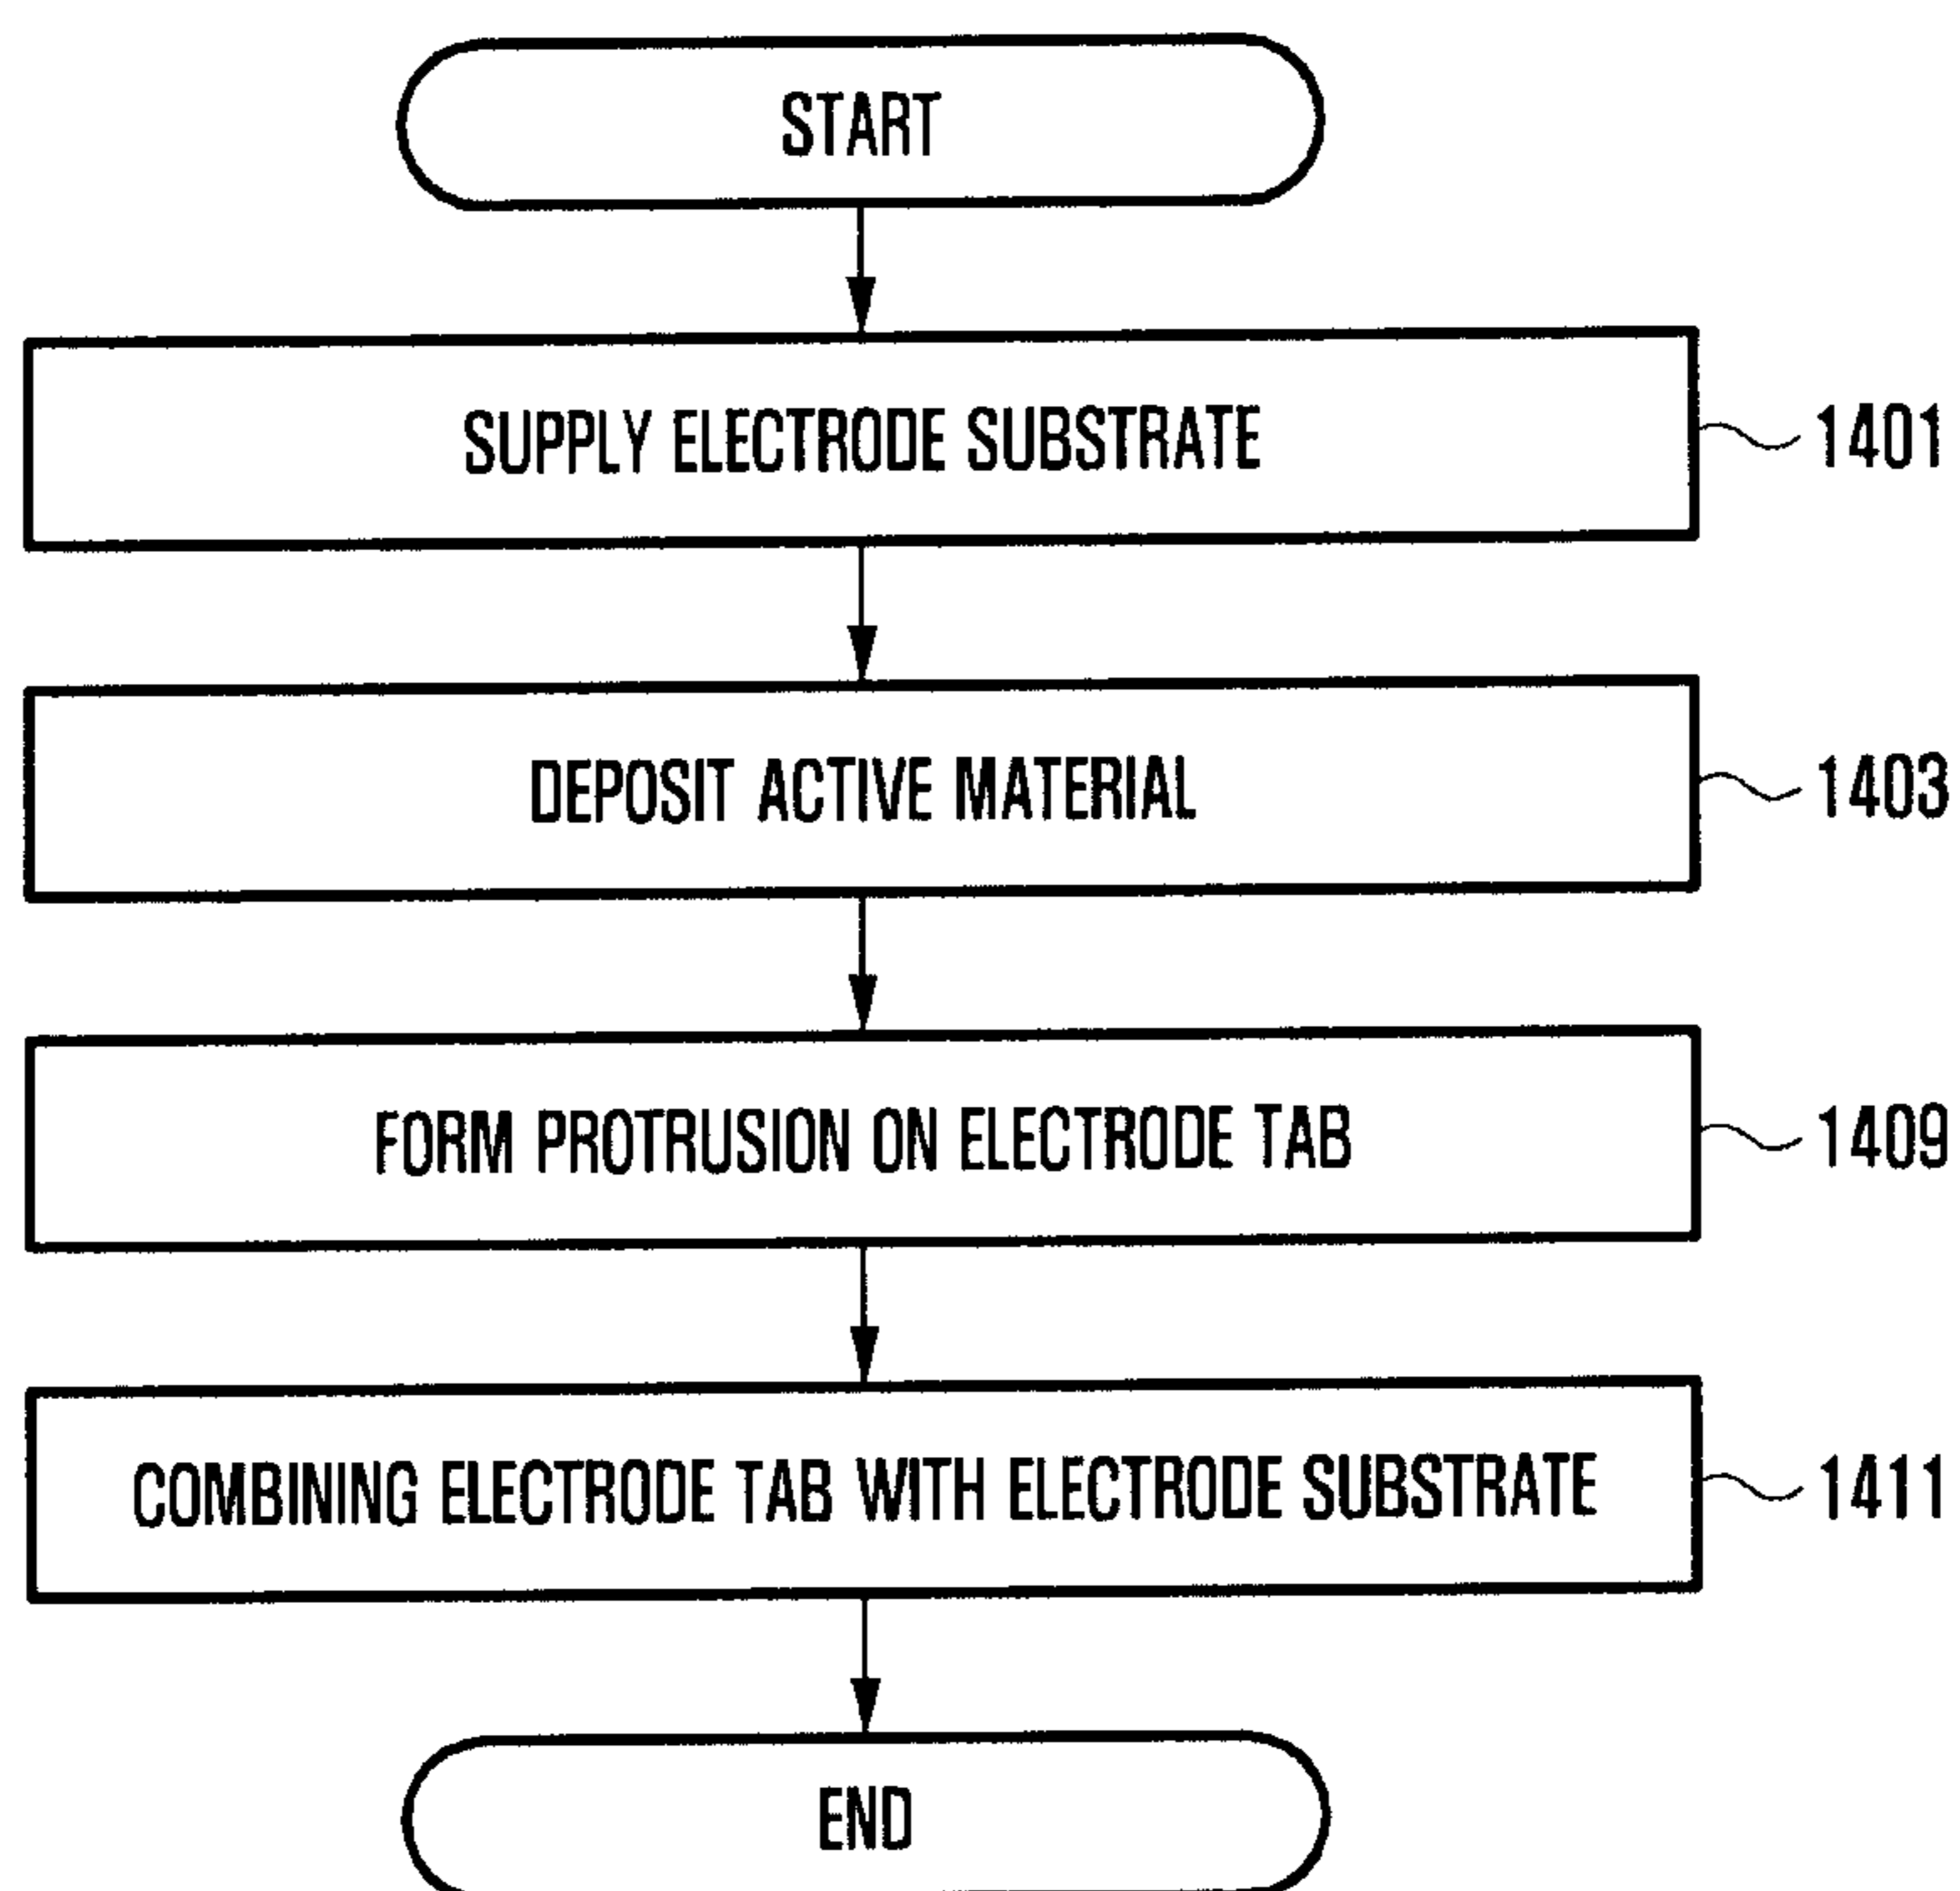 START
SUPPLY ELECTRODE SUBSTRATE
1401
DEPOSIT ACTIVE MATERIAL
1403
FORM PROTRUSION ON ELECTRODE TAB
1409
COMBINING ELECTRODE TAB WITH ELECTRODE SUBSTRATE
1411
END